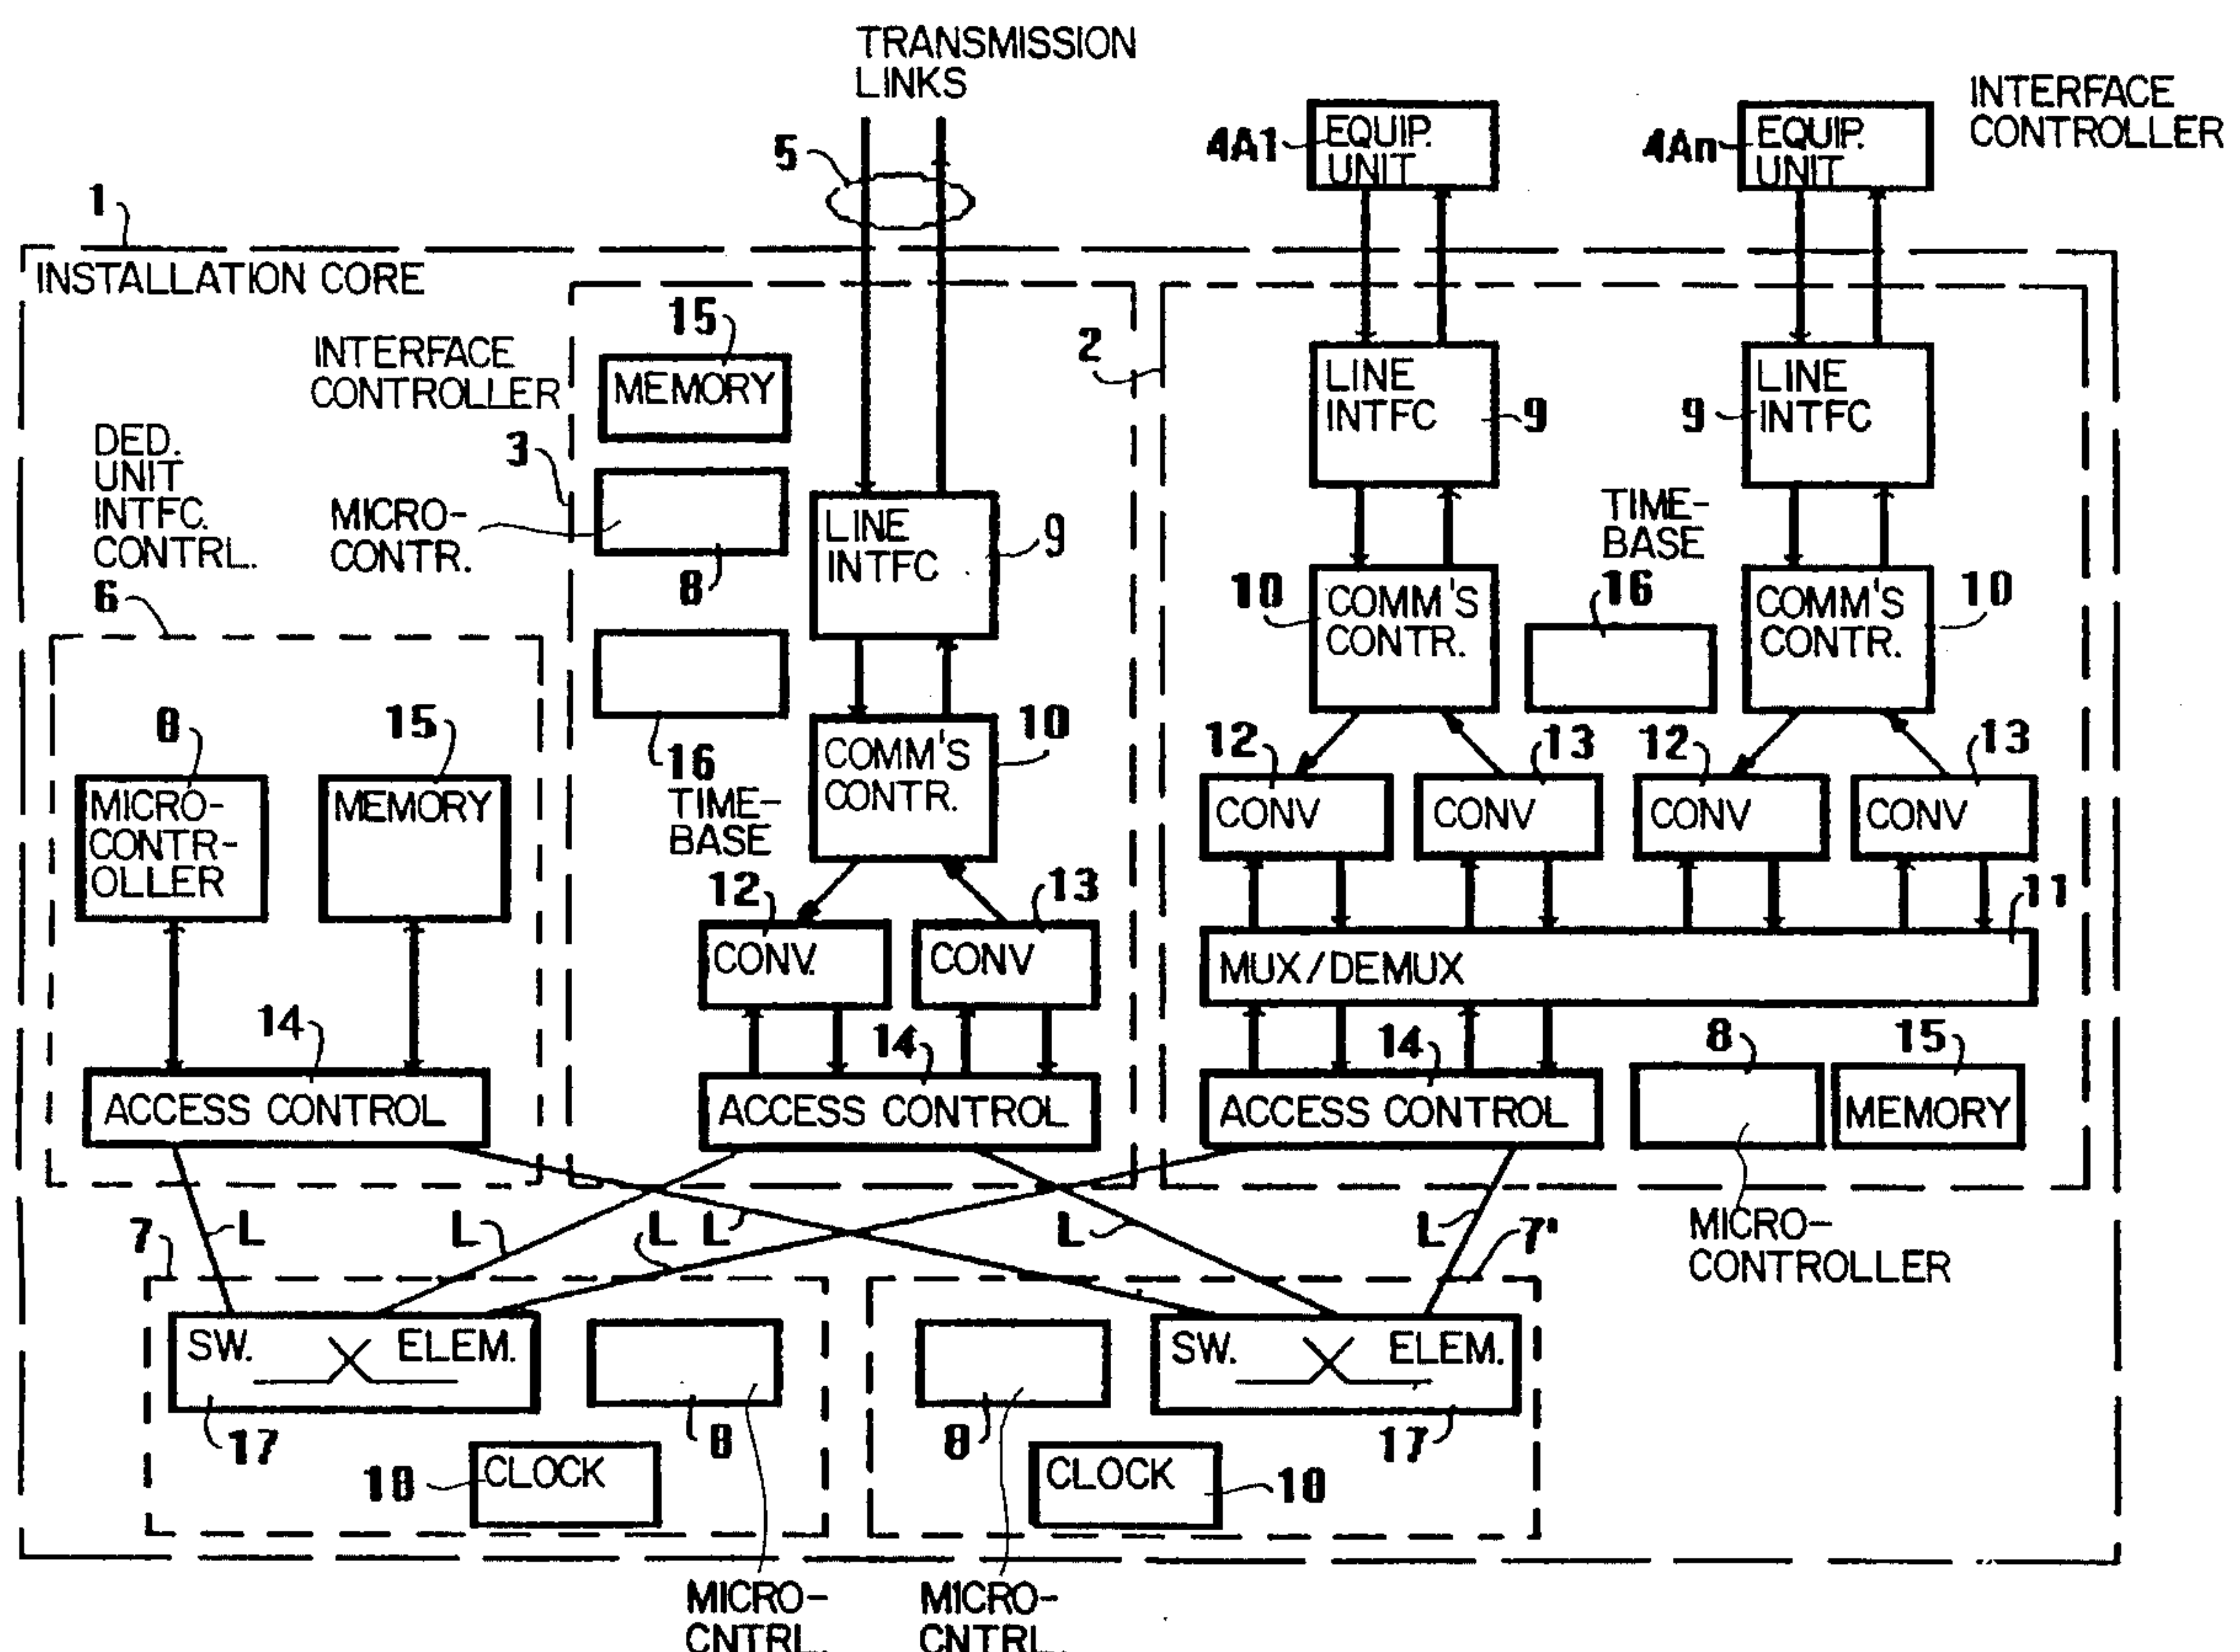 TRANSMISSION
LINKS
INTERFACE
CONTROLLER
4A1
EQUIP.
UNIT
4An
EQUIP.
UNIT
5
1
INSTALLATION CORE
INTERFACE
CONTROLLER
15
MEMORY
2
LINE
INTFC
9
9
LINE
INTFC
DED.
UNIT
INTFC.
CONTRL.
3
MICRO-
CONTR.
8
LINE
INTFC
9
TIME-
BASE
6
10
COMM'S
CONTR.
16
COMM'S
CONTR.
10
8
MICRO-
CONTR-
OLLER
15
MEMORY
16
TIME-
BASE
COMM'S
CONTR.
10
12
CONV
13
CONV
12
CONV
13
CONV
12
CONV.
13
CONV
11
MUX/DEMUX
14
ACCESS CONTROL
14
ACCESS CONTROL
14
ACCESS CONTROL
8
15
MEMORY
7
L
L
L
L
L
L
7'
MICRO-
CONTROLLER
SW.
ELEM.
17
8
18
CLOCK
8
SW.
ELEM.
17
CLOCK
18
MICRO-
CNTRL.
MICRO-
CNTRL.